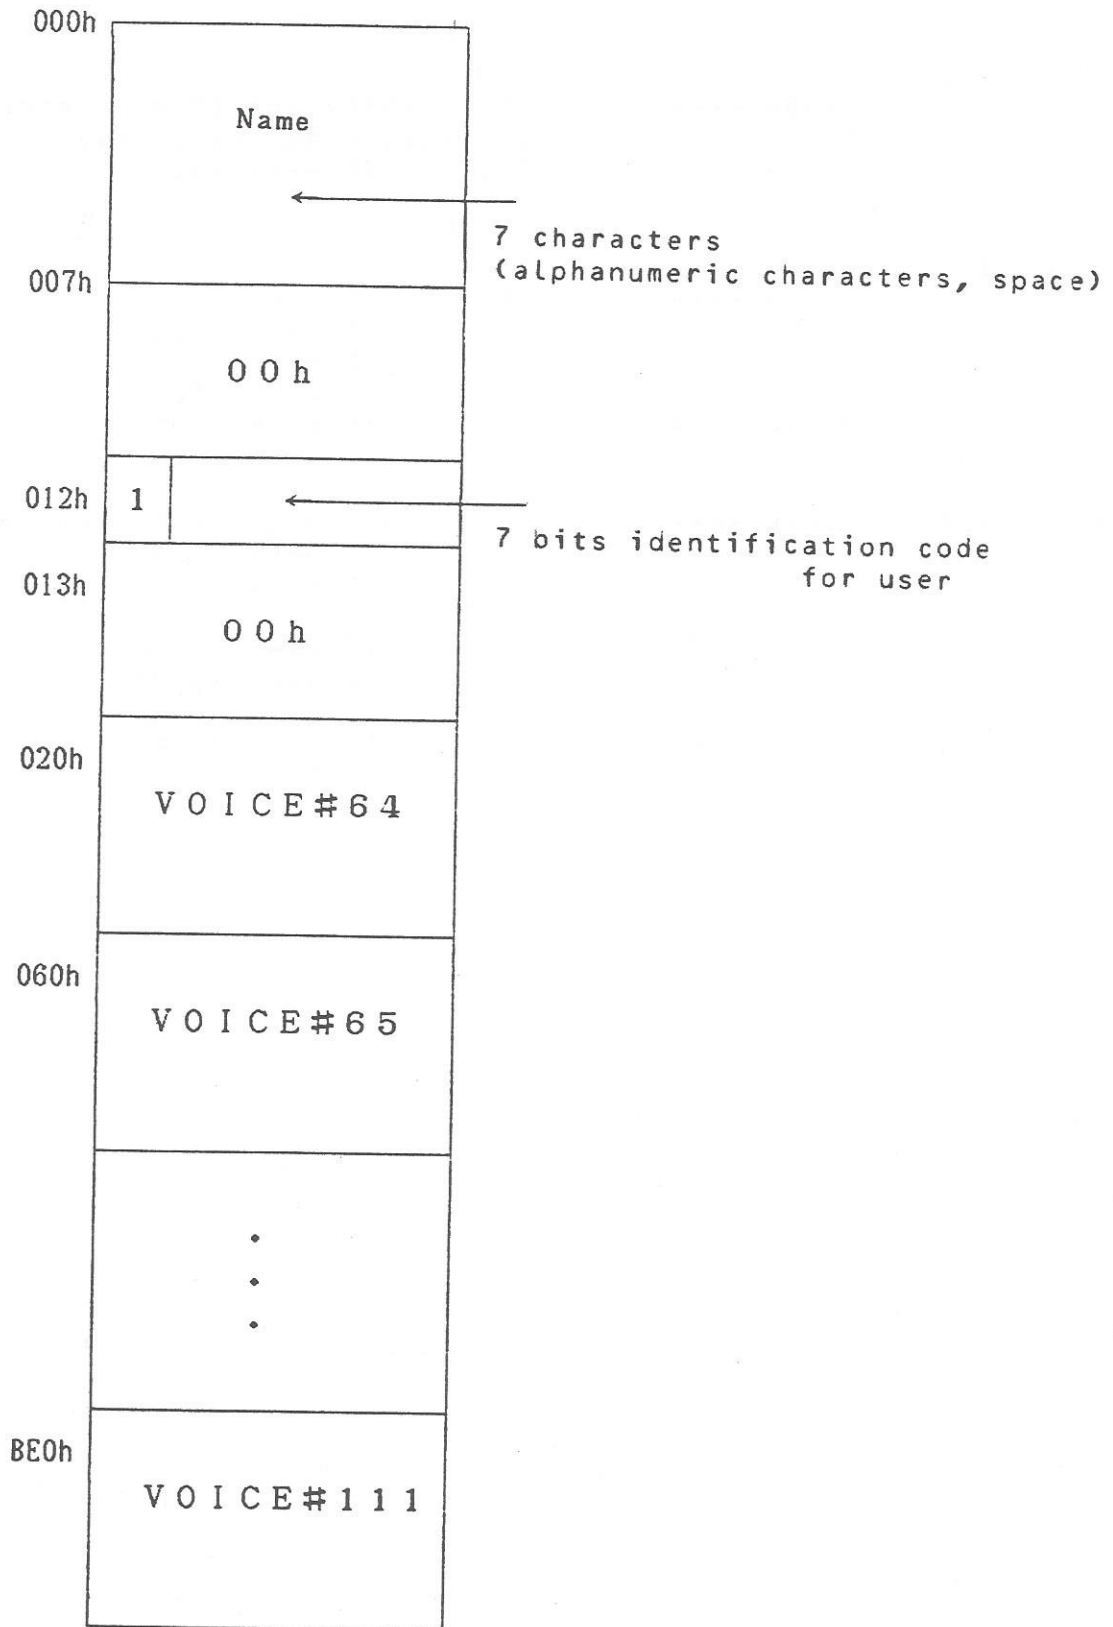 000h
Name
7 characters
(alphanumeric characters, space)
007h
00h
012h 1
7 bits identification code
for user
013h
00h
020h
VOICE#64
060h
VOICE#65
BE0h
VOICE#111